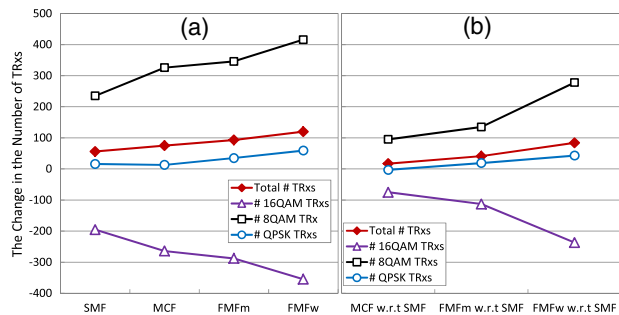 (a)
(b)
The Change in the Number of TRxs
500
400
300
200
100
0
-100
-200
-300
-400
Total # TRxs
# 16QAM TRxs
# 8QAM TRx
# QPSK TRxs
Total # TRxs
# 16QAM TRxs
# 8QAM TRxs
# QPSK TRxs
SMF MCF FMFm FMFw
MCF w.r.t SMF FMFm w.r.t SMF FMFw w.r.t SMF